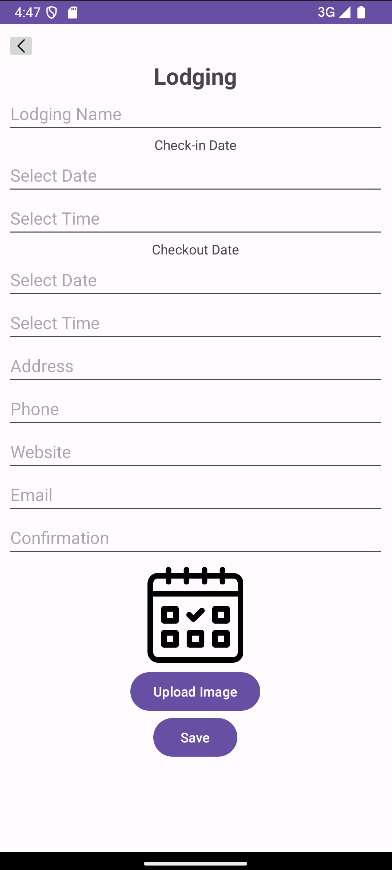 4:47
3G
Lodging
Lodging Name
Check-in Date
Select Date
Select Time
Checkout Date
Select Date
Select Time
Address
Phone
Website
Email
Confirmation
Upload Image
Save